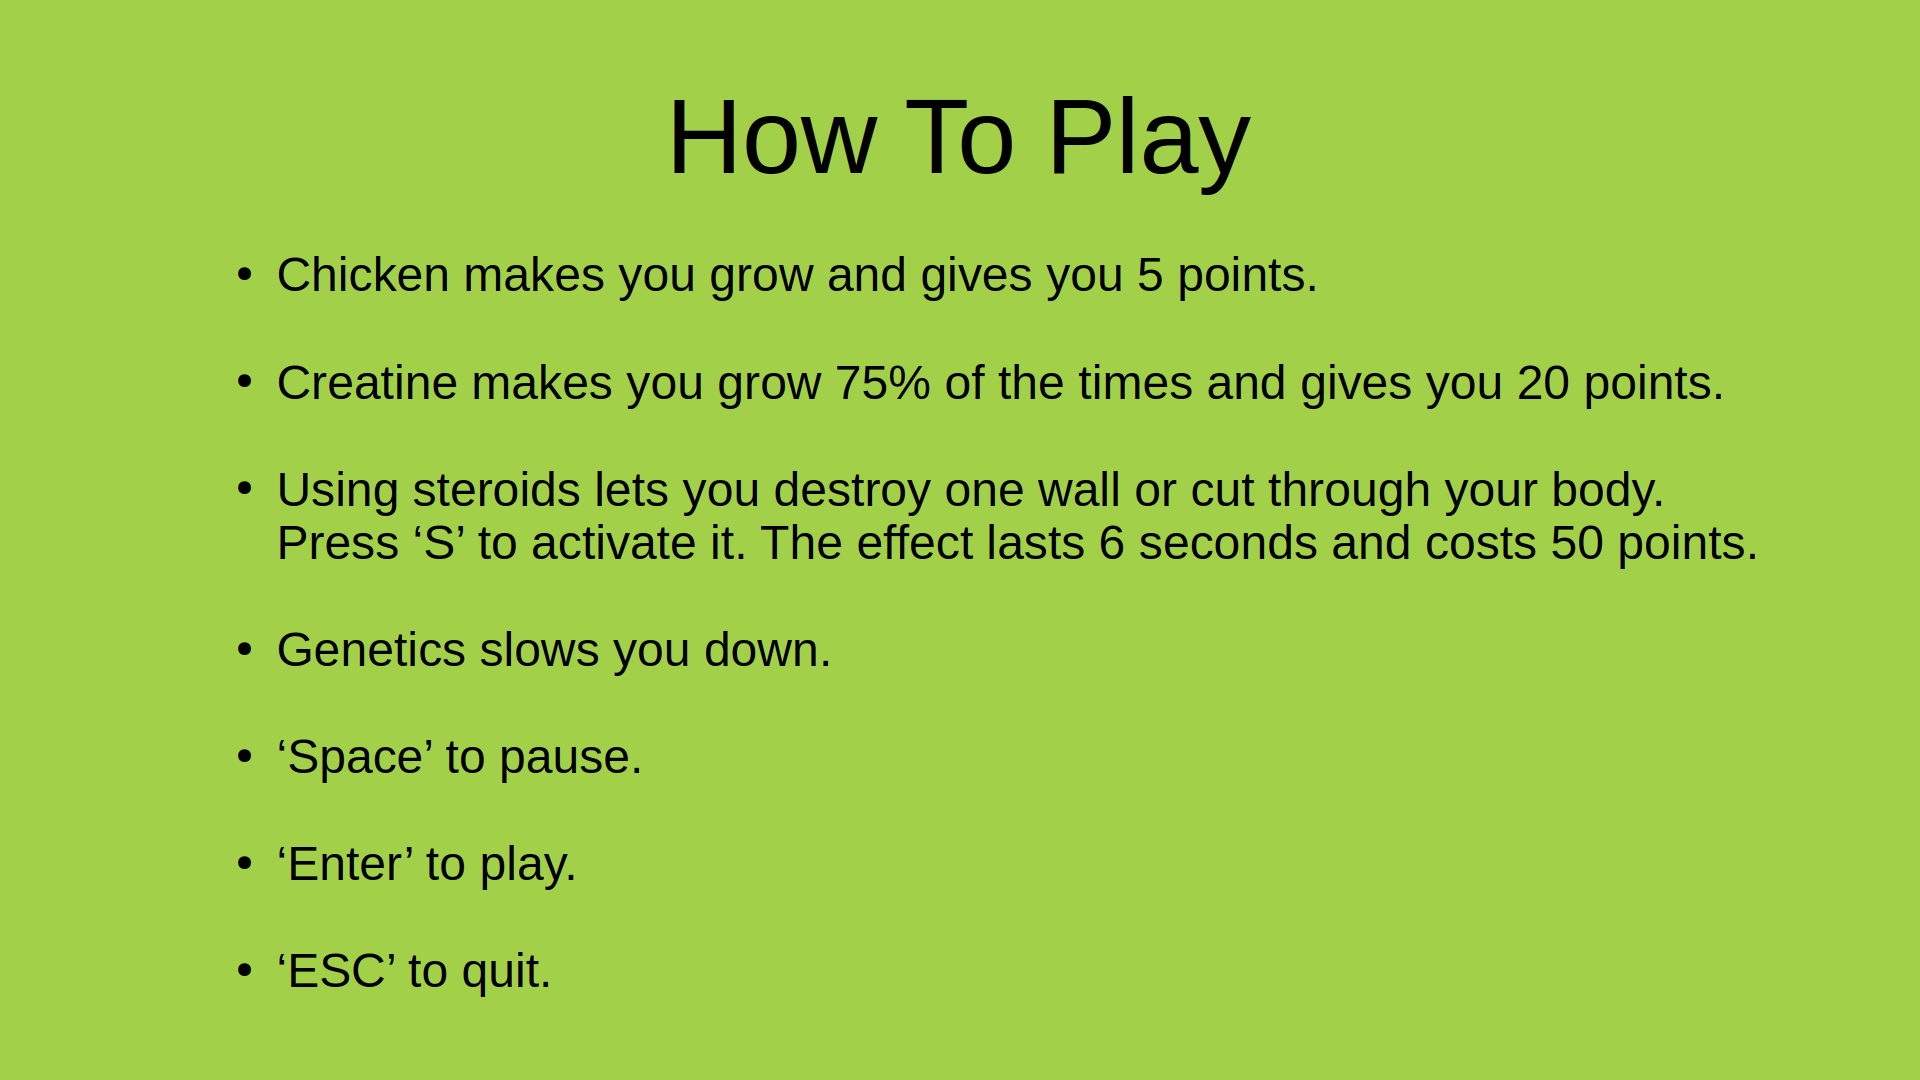 How To Play
• Chicken makes you grow and gives you 5 points.
• Creatine makes you grow 75% of the times and gives you 20 points.
• Using steroids lets you destroy one wall or cut through your body.
Press ‘S’ to activate it. The effect lasts 6 seconds and costs 50 points.
• Genetics slows you down.
• ‘Space’ to pause.
• ‘Enter’ to play.
• ‘ESC’ to quit.